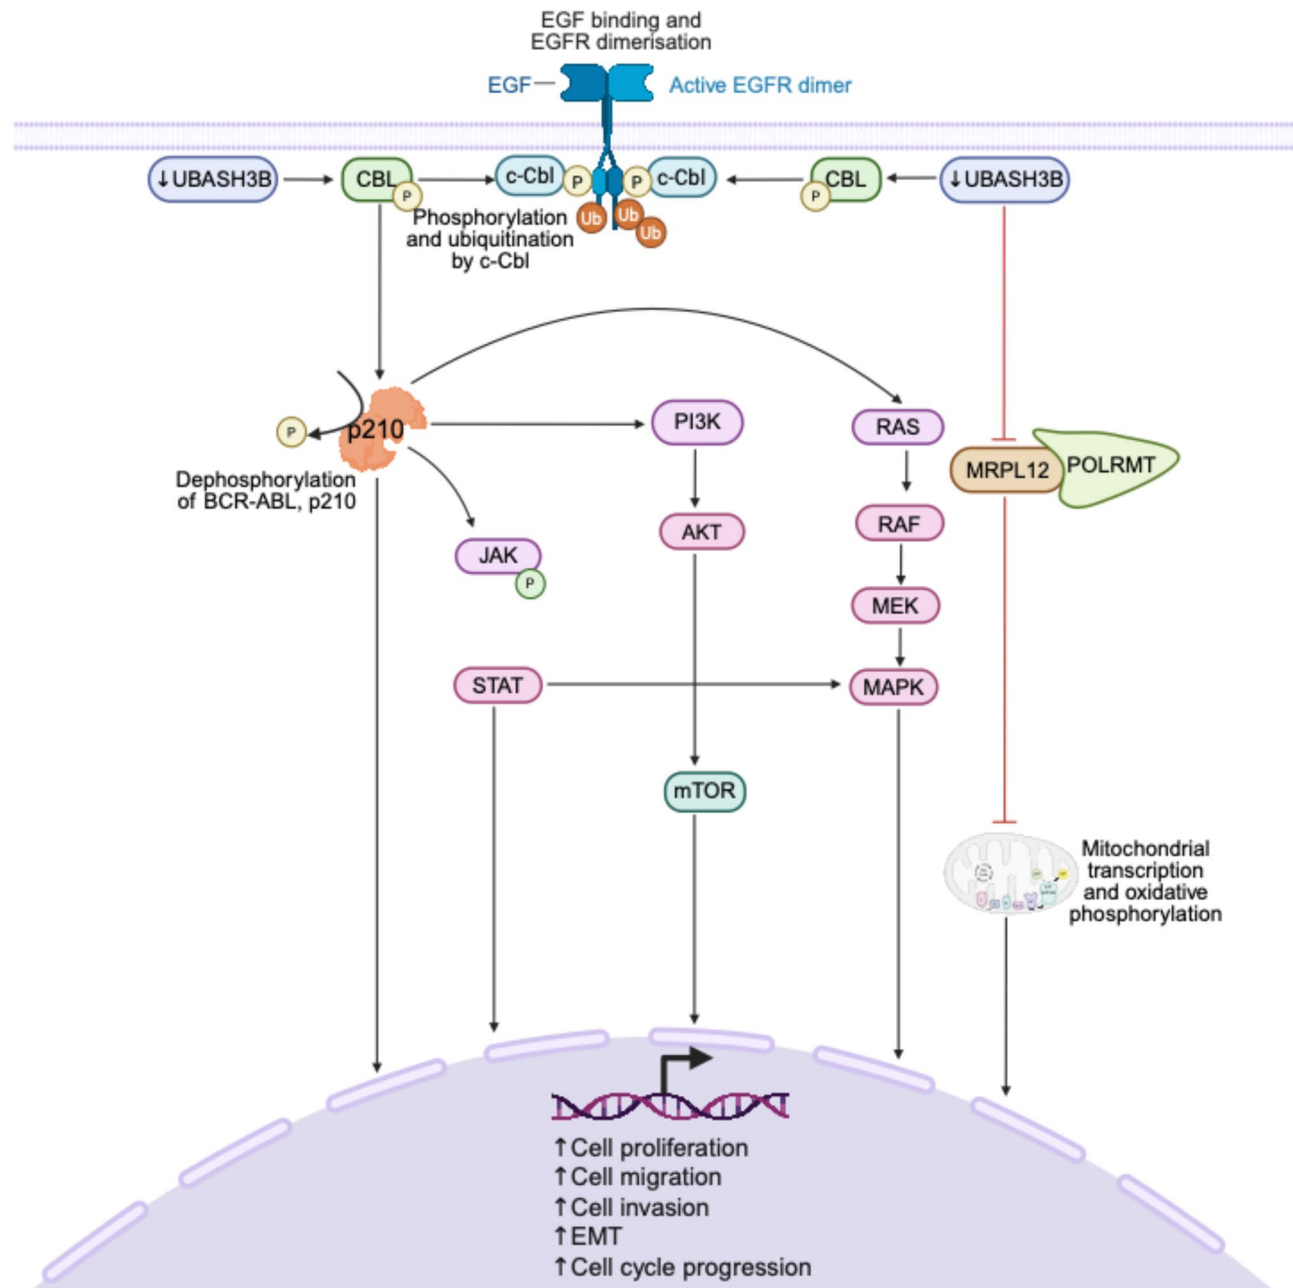 EGF binding and
EGFR dimerisation
EGF
Active EGFR dimer
↓UBASH3B
CBL
P
c-Cbl
P
P
c-Cbl
CBL
P
↓UBASH3B
Ub
Ub
Ub
Phosphorylation
and ubiquitination
by c-Cbl
P
p210
Dephosphorylation
of BCR-ABL, p210
PI3K
RAS
MRPL12
POLRMT
AKT
RAF
JAK
P
MEK
STAT
MAPK
mTOR
Mitochondrial
transcription
and oxidative
phosphorylation
↑Cell proliferation
↑Cell migration
↑Cell invasion
↑EMT
↑Cell cycle progression